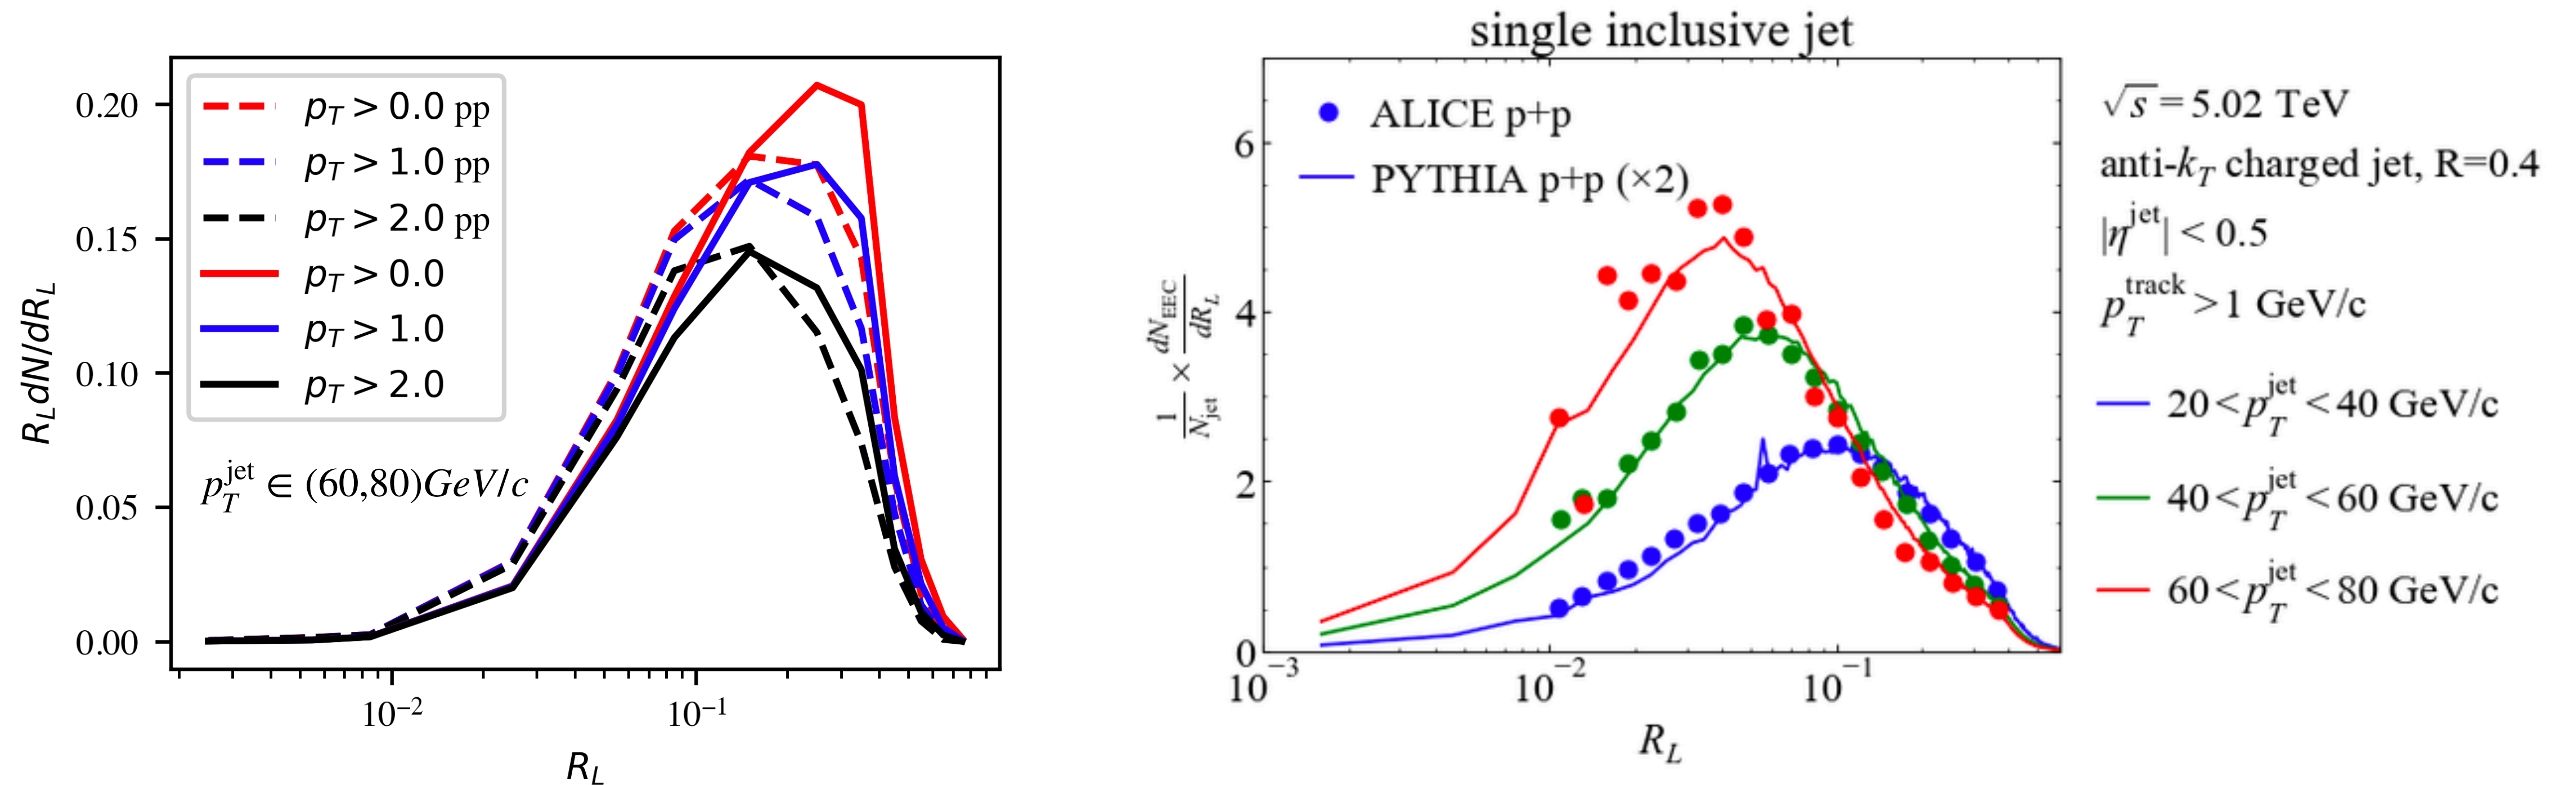 0.20
0.15
0.10
0.05
0.00
R_L dN/dR_L
p_T > 0.0 pp
p_T > 1.0 pp
p_T > 2.0 pp
p_T > 0.0
p_T > 1.0
p_T > 2.0
p_T^jet ∈ (60,80)GeV/c
10^−2 10^−1
R_L
single inclusive jet
6
4
2
0
1/N_jet × dN_EEC/dR_L
ALICE p+p
PYTHIA p+p (×2)
10^−3 10^−2 10^−1
R_L
√s = 5.02 TeV
anti-k_T charged jet, R=0.4
|η^jet| < 0.5
p_T^track > 1 GeV/c
20 < p_T^jet < 40 GeV/c
40 < p_T^jet < 60 GeV/c
60 < p_T^jet < 80 GeV/c